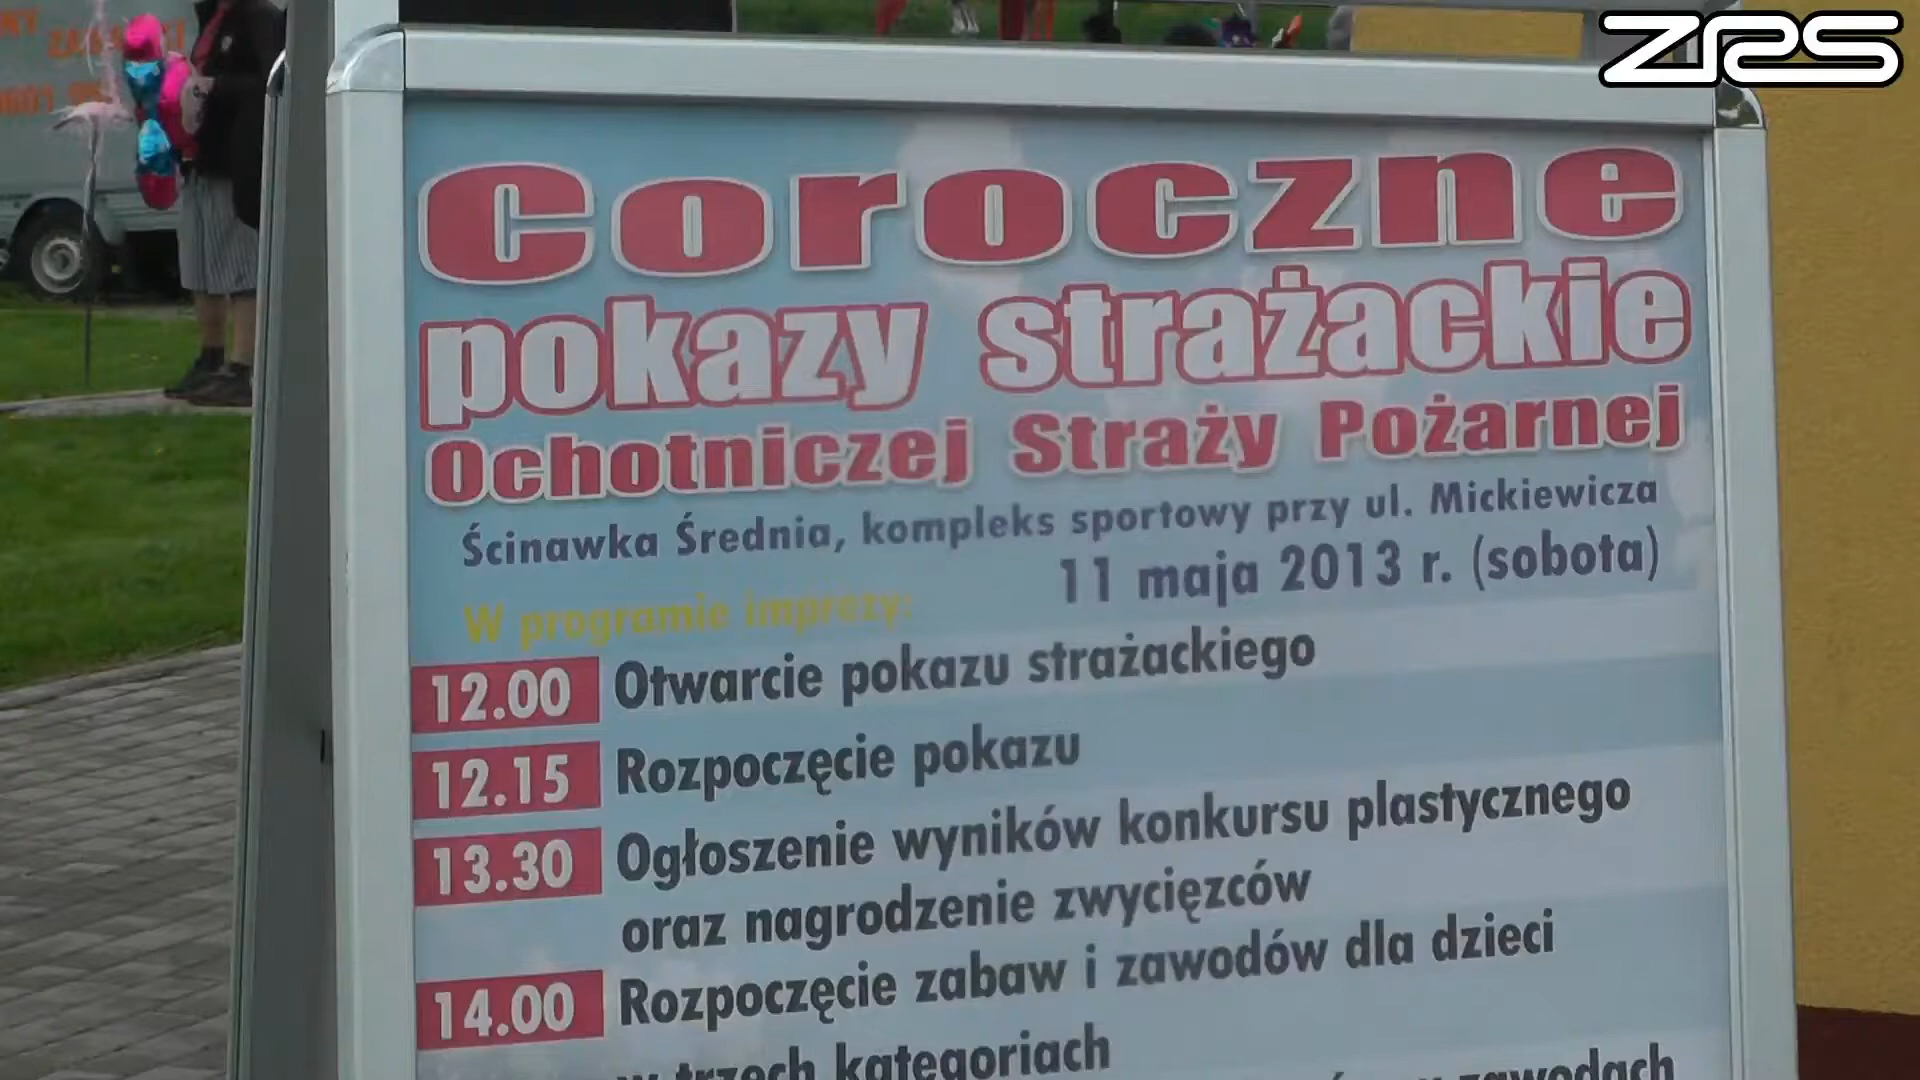 ZRS
Coroczne
pokazy strażackie
Ochotniczej Straży Pożarnej
Ścinawka Średnia, kompleks sportowy przy ul. Mickiewicza
11 maja 2013 r. (sobota)
W programie imprezy:
12.00 Otwarcie pokazu strażackiego
12.15 Rozpoczęcie pokazu
13.30 Ogłoszenie wyników konkursu plastycznego
oraz nagrodzenie zwycięzców
14.00 Rozpoczęcie zabaw i zawodów dla dzieci
w trzech kategoriach
zawodach